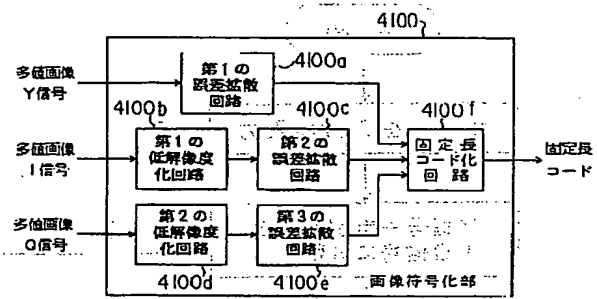 4100
多値画像
Y信号
第1の
誤差拡散
回路
4100a
4100b
多値画像
I信号
第1の
低解像度
化回路
4100c
第2の
誤差拡散
回路
4100f
固定長
コード化
回路
固定長
コード
多値画像
Q信号
第2の
低解像度
化回路
4100d
第3の
誤差拡散
回路
4100e
画像符号化部